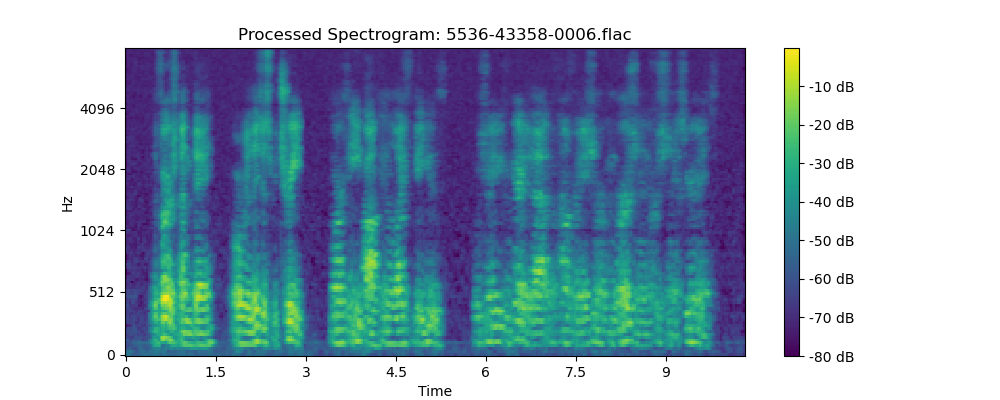 Processed Spectrogram: 5536-43358-0006.flac
4096
2048
1024
512
0
Hz
0 1.5 3 4.5 6 7.5 9
Time
-10 dB
-20 dB
-30 dB
-40 dB
-50 dB
-60 dB
-70 dB
-80 dB